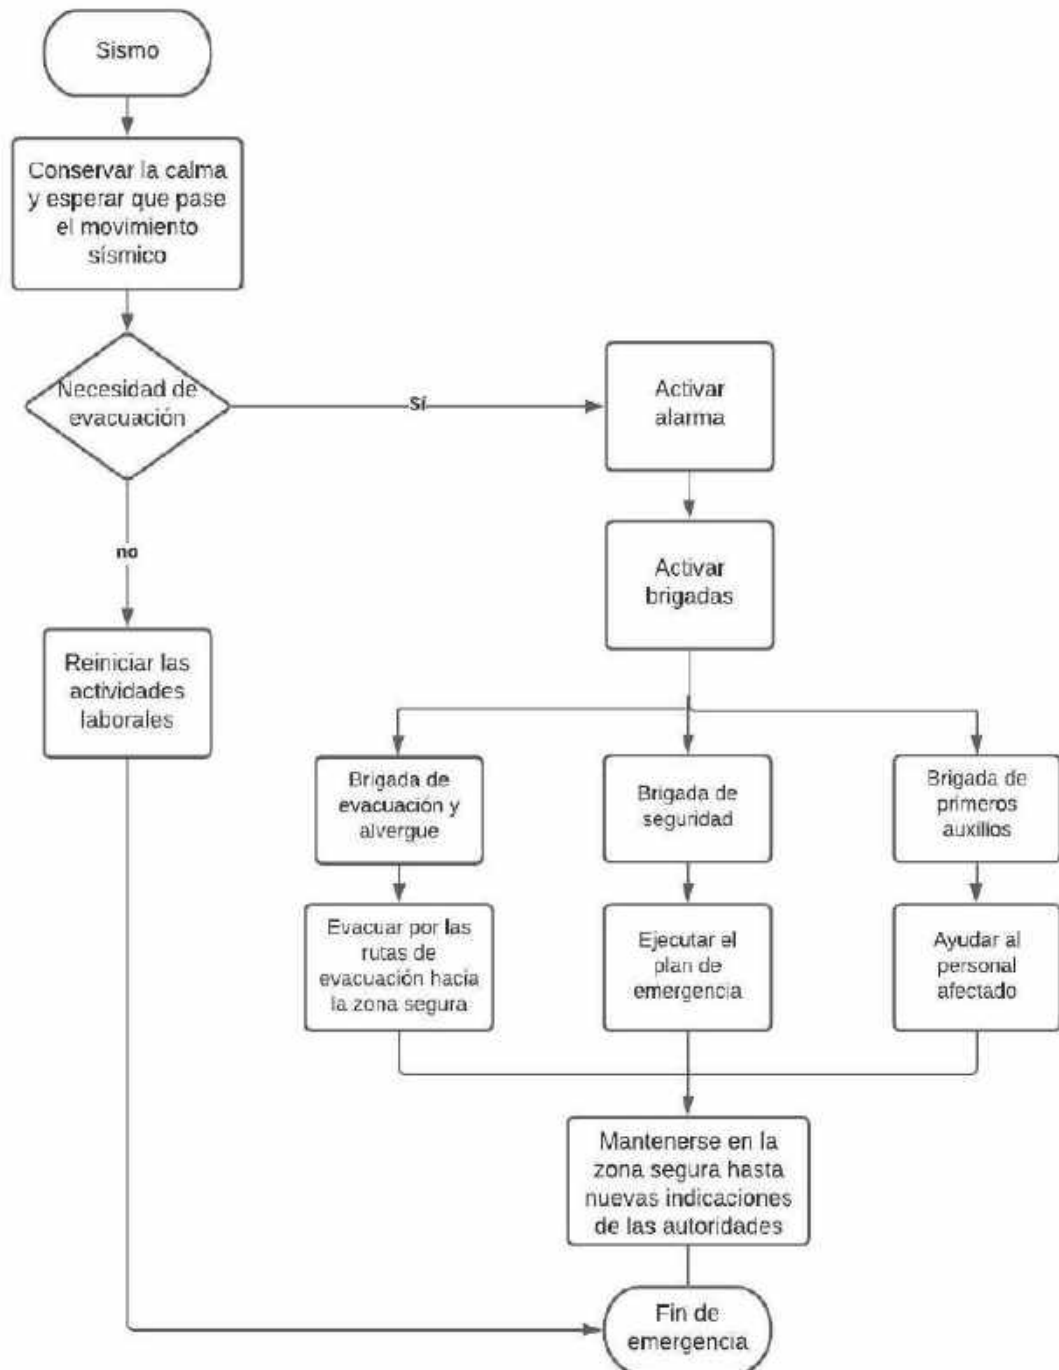 Sismo
Conservar la calma
y esperar que pase
el movimiento
sísmico
Necesidad de
evacuación
Sí
Activar
alarma
no
Activar
brigadas
Reiniciar las
actividades
laborales
Brigada de
evacuación y
alvergue
Brigada de
seguridad
Brigada de
primeros
auxilios
Evacuar por las
rutas de
evacuación hacia
la zona segura
Ejecutar el
plan de
emergencia
Ayudar al
personal
afectado
Mantenerse en la
zona segura hasta
nuevas indicaciones
de las autoridades
Fin de
emergencia